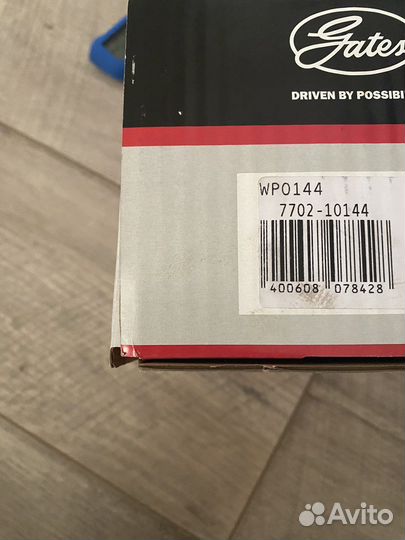 Gates
DRIVEN BY POSSIBI
WP0144
7702-10144
400608 078428
Avito